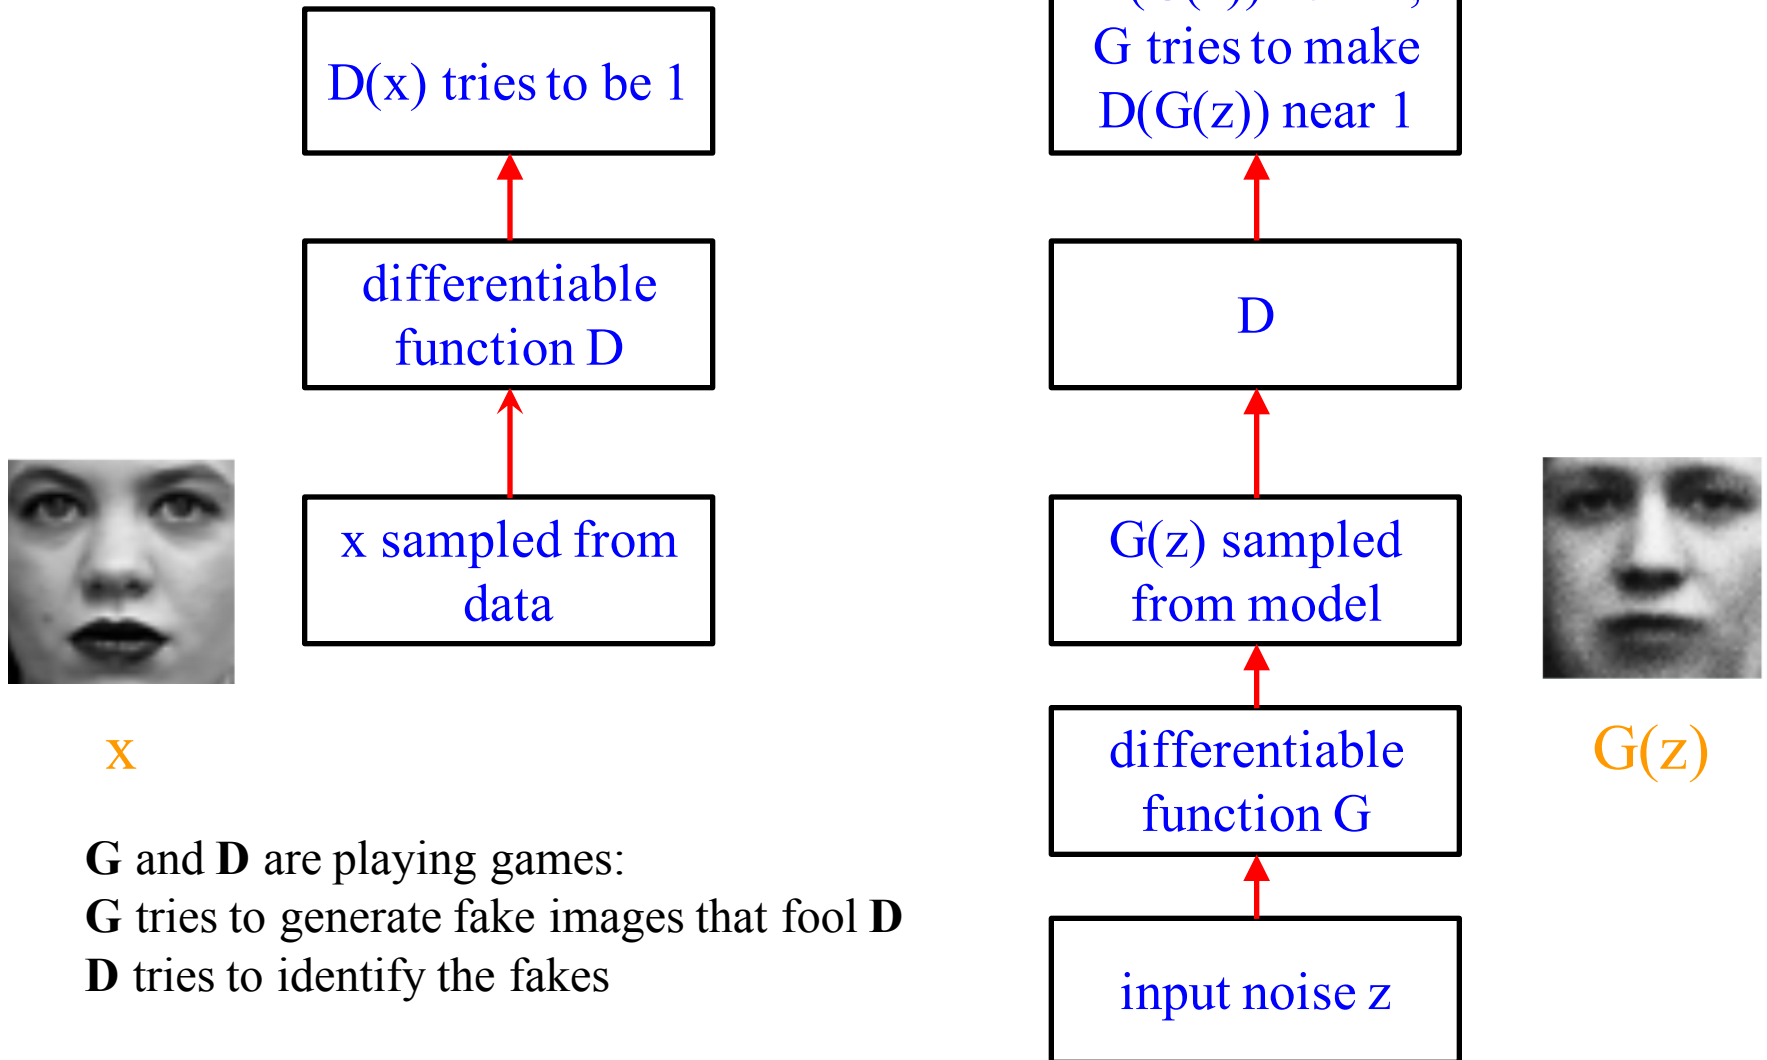 D(x) tries to be 1
differentiable
function D
x sampled from
data
x
G tries to make
D(G(z)) near 1
D
G(z) sampled
from model
G(z)
differentiable
function G
input noise z
G and D are playing games:
G tries to generate fake images that fool D
D tries to identify the fakes